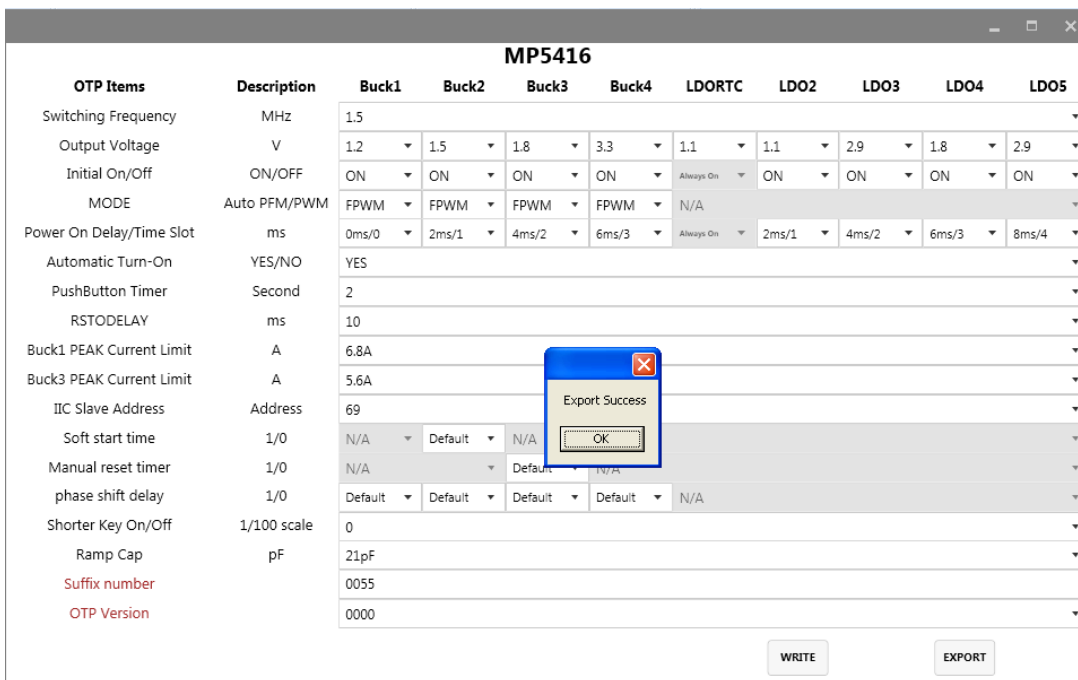 MP5416
OTP Items Description Buck1 Buck2 Buck3 Buck4 LDORTC LDO2 LDO3 LDO4 LDO5
Switching Frequency MHz 1.5
Output Voltage V 1.2 1.5 1.8 3.3 1.1 1.1 2.9 1.8 2.9
Initial On/Off ON/OFF ON ON ON ON Always On ON ON ON ON
MODE Auto PFM/PWM FPWM FPWM FPWM FPWM N/A
Power On Delay/Time Slot ms 0ms/0 2ms/1 4ms/2 6ms/3 Always On 2ms/1 4ms/2 6ms/3 8ms/4
Automatic Turn-On YES/NO YES
PushButton Timer Second 2
RSTODELAY ms 10
Buck1 PEAK Current Limit A 6.8A
Buck3 PEAK Current Limit A 5.6A
Export Success
IIC Slave Address Address 69
Soft start time 1/0 N/A Default N/A
OK
Manual reset timer 1/0 N/A Default N/A
phase shift delay 1/0 Default Default Default Default N/A
Shorter Key On/Off 1/100 scale 0
Ramp Cap pF 21pF
Suffix number 0055
OTP Version 0000
WRITE EXPORT